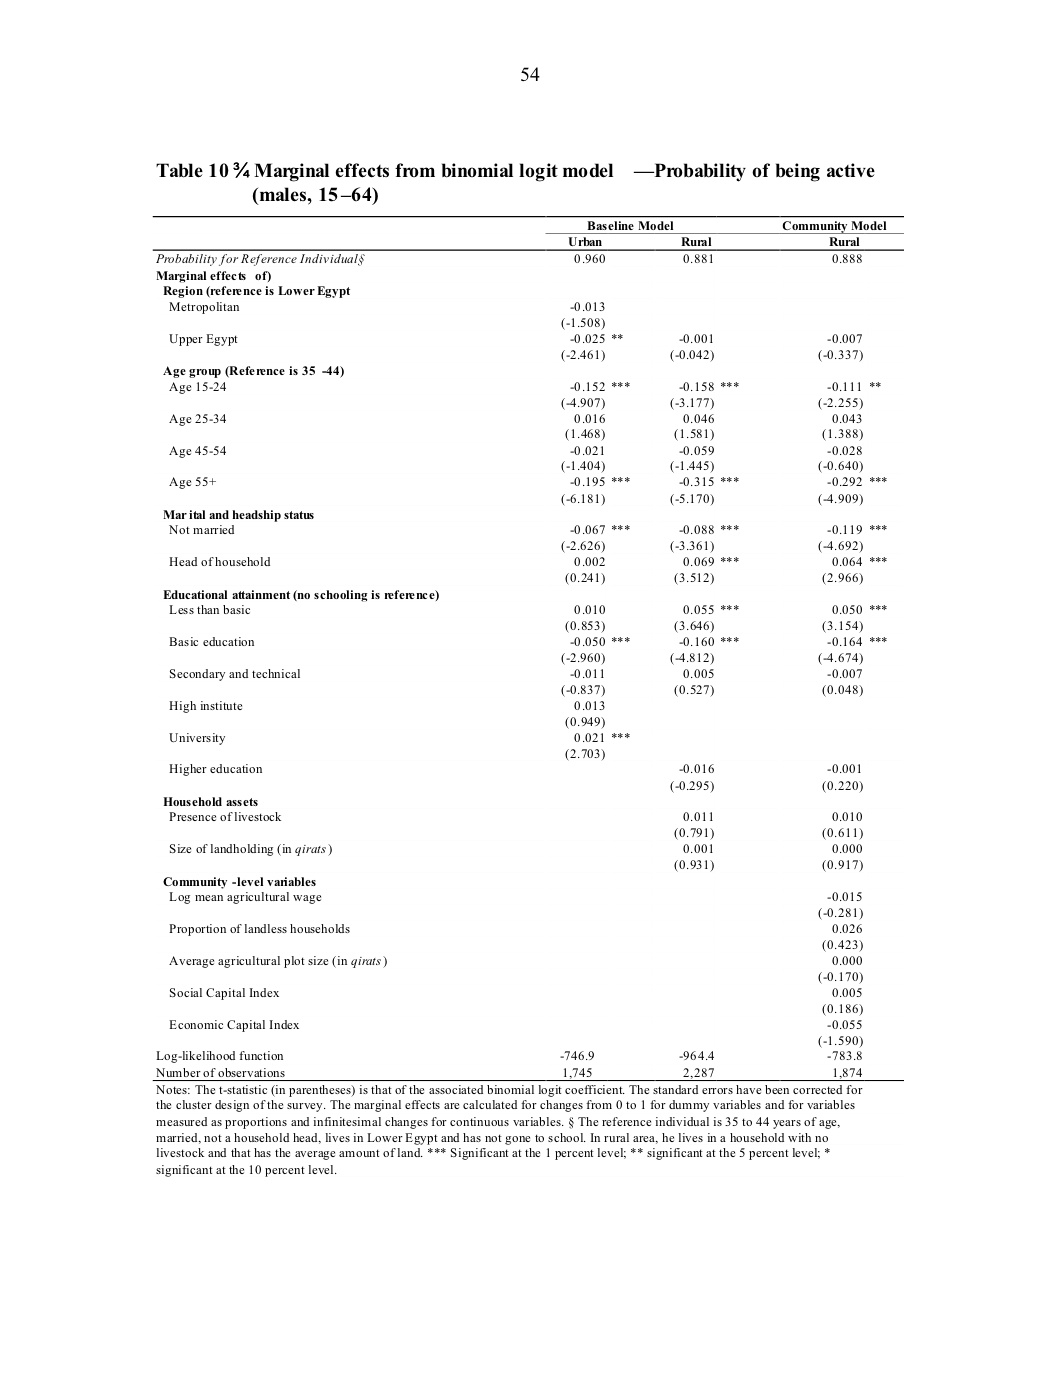 54
Table 10 ¾ Marginal effects from binomial logit model —Probability of being active
(males, 15–64)
Baseline Model Community Model
Urban Rural Rural
Probability for Reference Individual§ 0.960 0.881 0.888
Marginal effects of)
Region (reference is Lower Egypt
Metropolitan -0.013
(-1.508)
Upper Egypt -0.025 ** -0.001 -0.007
(-2.461) (-0.042) (-0.337)
Age group (Reference is 35 -44)
Age 15-24 -0.152 *** -0.158 *** -0.111 **
(-4.907) (-3.177) (-2.255)
Age 25-34 0.016 0.046 0.043
(1.468) (1.581) (1.388)
Age 45-54 -0.021 -0.059 -0.028
(-1.404) (-1.445) (-0.640)
Age 55+ -0.195 *** -0.315 *** -0.292 ***
(-6.181) (-5.170) (-4.909)
Marital and headship status
Not married -0.067 *** -0.088 *** -0.119 ***
(-2.626) (-3.361) (-4.692)
Head of household 0.002 0.069 *** 0.064 ***
(0.241) (3.512) (2.966)
Educational attainment (no schooling is reference)
Less than basic 0.010 0.055 *** 0.050 ***
(0.853) (3.646) (3.154)
Basic education -0.050 *** -0.160 *** -0.164 ***
(-2.960) (-4.812) (-4.674)
Secondary and technical -0.011 0.005 -0.007
(-0.837) (0.527) (0.048)
High institute 0.013
(0.949)
University 0.021 ***
(2.703)
Higher education -0.016 -0.001
(-0.295) (0.220)
Household assets
Presence of livestock 0.011 0.010
(0.791) (0.611)
Size of landholding (in qirats) 0.001 0.000
(0.931) (0.917)
Community -level variables
Log mean agricultural wage -0.015
(-0.281)
Proportion of landless households 0.026
(0.423)
Average agricultural plot size (in qirats) 0.000
(-0.170)
Social Capital Index 0.005
(0.186)
Economic Capital Index -0.055
(-1.590)
Log-likelihood function -746.9 -964.4 -783.8
Number of observations 1,745 2,287 1,874
Notes: The t-statistic (in parentheses) is that of the associated binomial logit coefficient. The standard errors have been corrected for
the cluster design of the survey. The marginal effects are calculated for changes from 0 to 1 for dummy variables and for variables
measured as proportions and infinitesimal changes for continuous variables. § The reference individual is 35 to 44 years of age,
married, not a household head, lives in Lower Egypt and has not gone to school. In rural area, he lives in a household with no
livestock and that has the average amount of land. *** Significant at the 1 percent level; ** significant at the 5 percent level; *
significant at the 10 percent level.